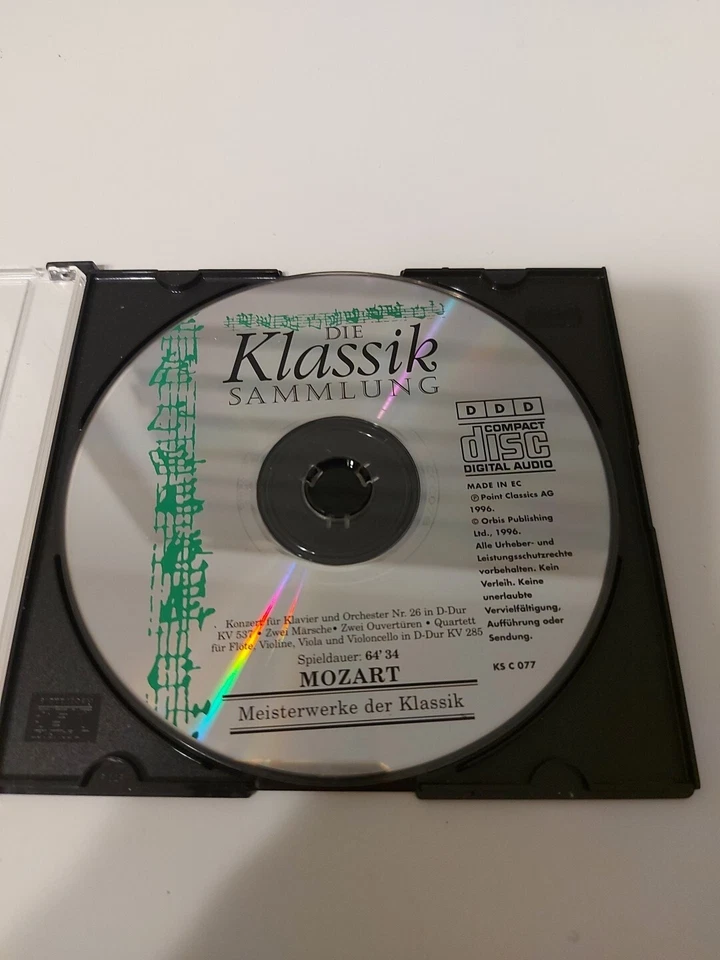 DIE
Klassik
SAMMLUNG
DDD
COMPACT
disc
DIGITAL AUDIO
MADE IN EC
℗ Point Classics AG
1996.
© Orbis Publishing
Ltd., 1996.
Alle Urheber- und
Leistungsschutzrechte
vorbehalten. Kein
Verleih. Keine
unerlaubte
Vervielfältigung,
Aufführung oder
Sendung.
KS C 077
Konzert für Klavier und Orchester Nr. 26 in D-Dur
KV 537 • Zwei Märsche • Zwei Ouvertüren • Quartett
für Flöte, Violine, Viola und Violoncello in D-Dur KV 285
Spieldauer: 64' 34
MOZART
Meisterwerke der Klassik